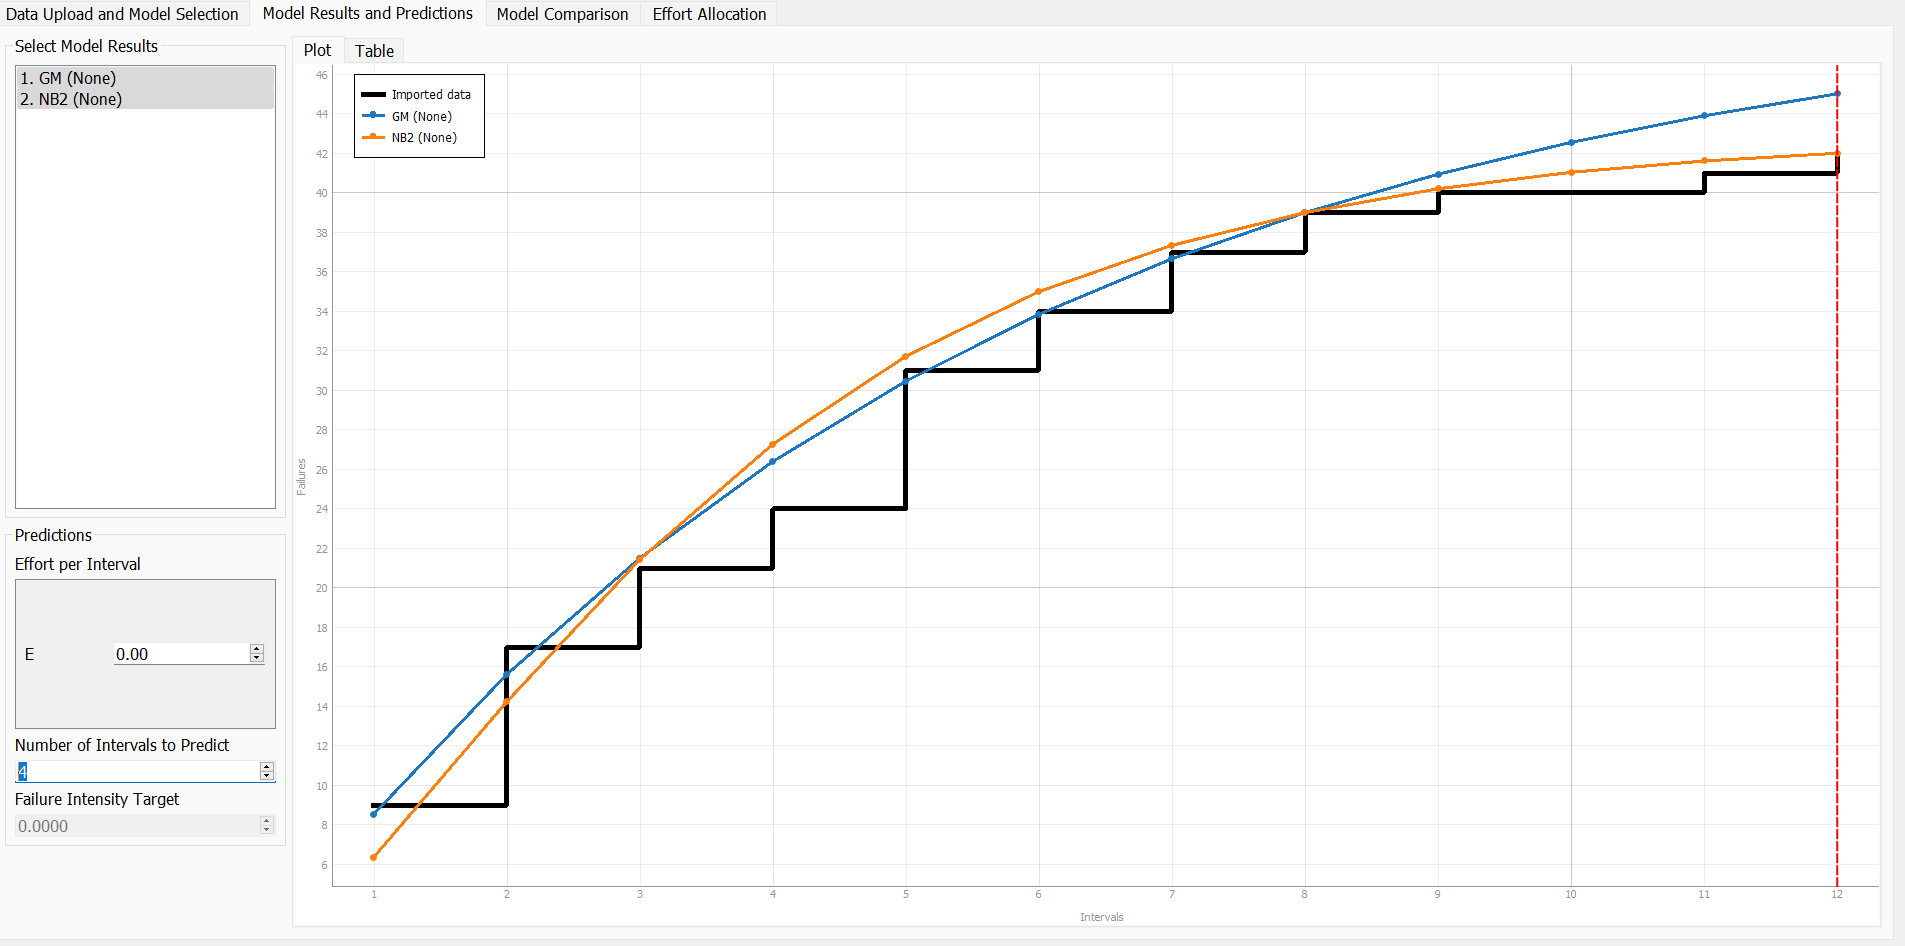 Data Upload and Model Selection
Model Results and Predictions
Model Comparison
Effort Allocation
Select Model Results
1. GM (None)
2. NB2 (None)
Predictions
Effort per Interval
E
0.00
Number of Intervals to Predict
4
Failure Intensity Target
0.0000
Plot
Table
Imported data
GM (None)
NB2 (None)
46
44
42
40
38
36
34
32
30
28
26
24
22
20
18
16
14
12
10
8
6
Failures
1 2 3 4 5 6 7 8 9 10 11 12
Intervals